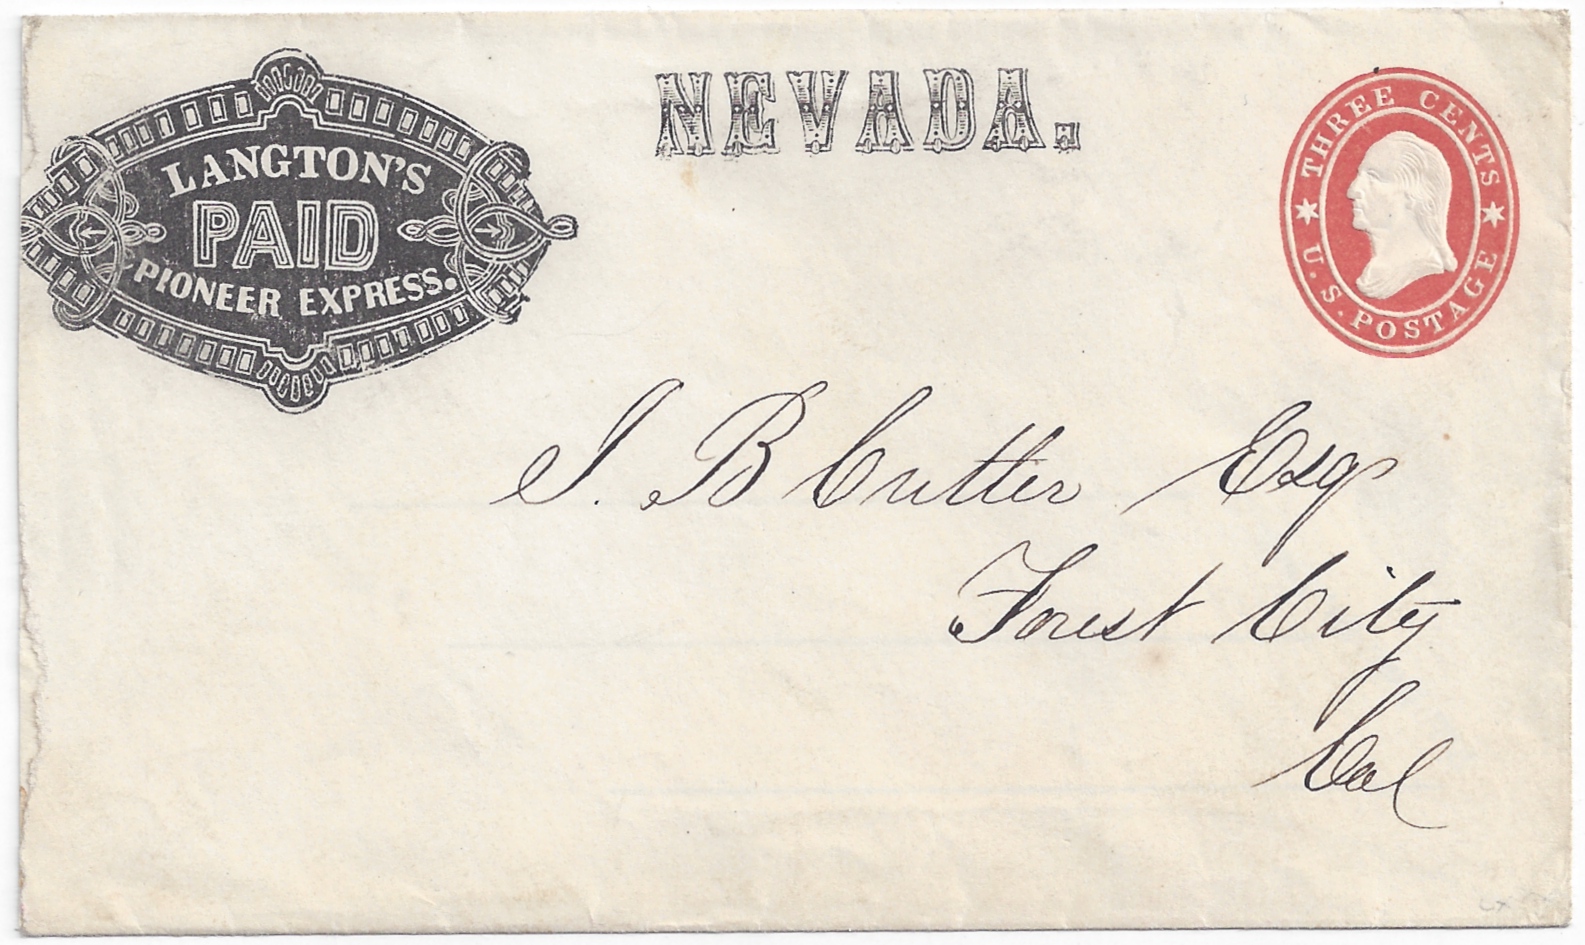 LANGTON'S
PAID
PIONEER EXPRESS.
NEVADA.
THREE CENTS
U.S. POSTAGE
J. B Cutter Esq
Forest City
Cal